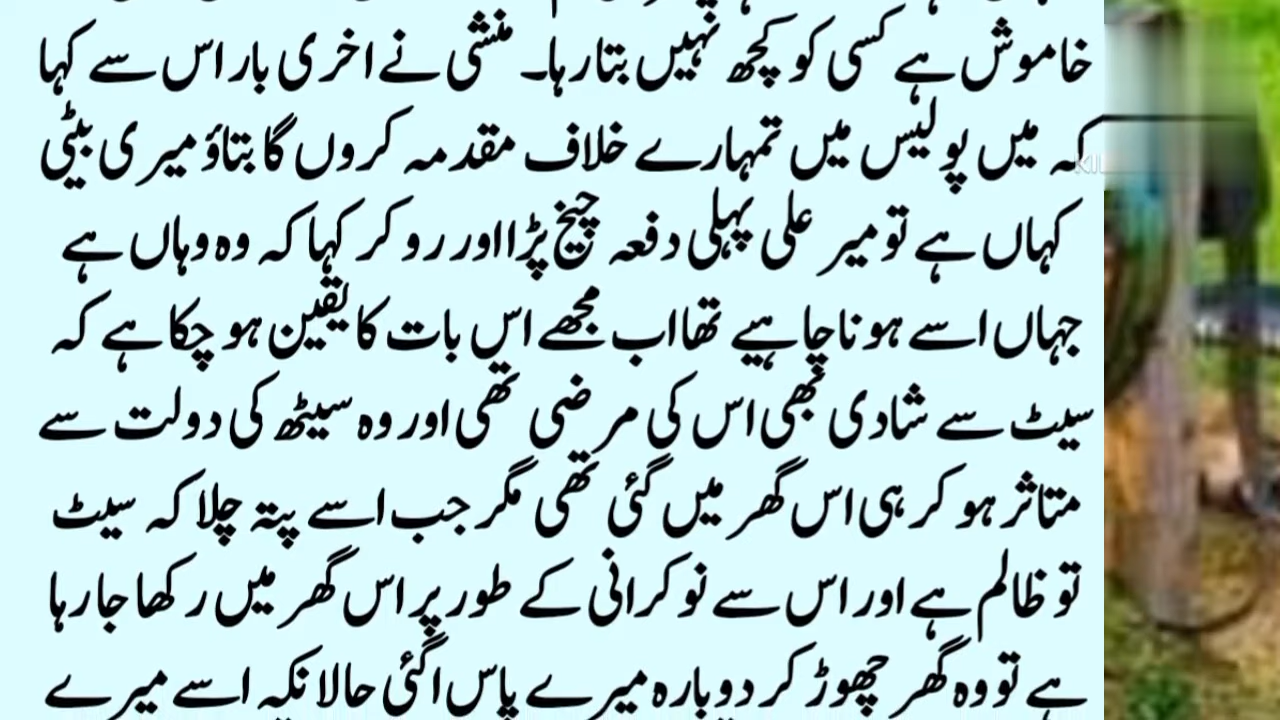 خاموش ہے کسی کو کچھ نہیں بتا رہا۔ منشی نے اخری بار اس سے کہا
کہ میں پولیس میں تمہارے خلاف مقدمہ کروں گا بتاؤ میری بیٹی
کہاں ہے تو میر علی پہلی دفعہ چیخ پڑا اور رو کر کہا کہ وہ وہاں ہے
جہاں اسے ہونا چاہیے تھا اب مجھے اس بات کا یقین ہو چکا ہے کہ
سیٹ سے شادی بھی اس کی مرضی تھی اور وہ سیٹھ کی دولت سے
متاثر ہو کر ہی اس گھر میں گئی تھی مگر جب اسے پتہ چلا کہ سیٹ
تو ظالم ہے اور اس سے نوکرانی کے طور پر اس گھر میں رکھا جا رہا
ہے تو وہ گھر چھوڑ کر دوبارہ میرے پاس اگئی حالانکہ اسے میرے